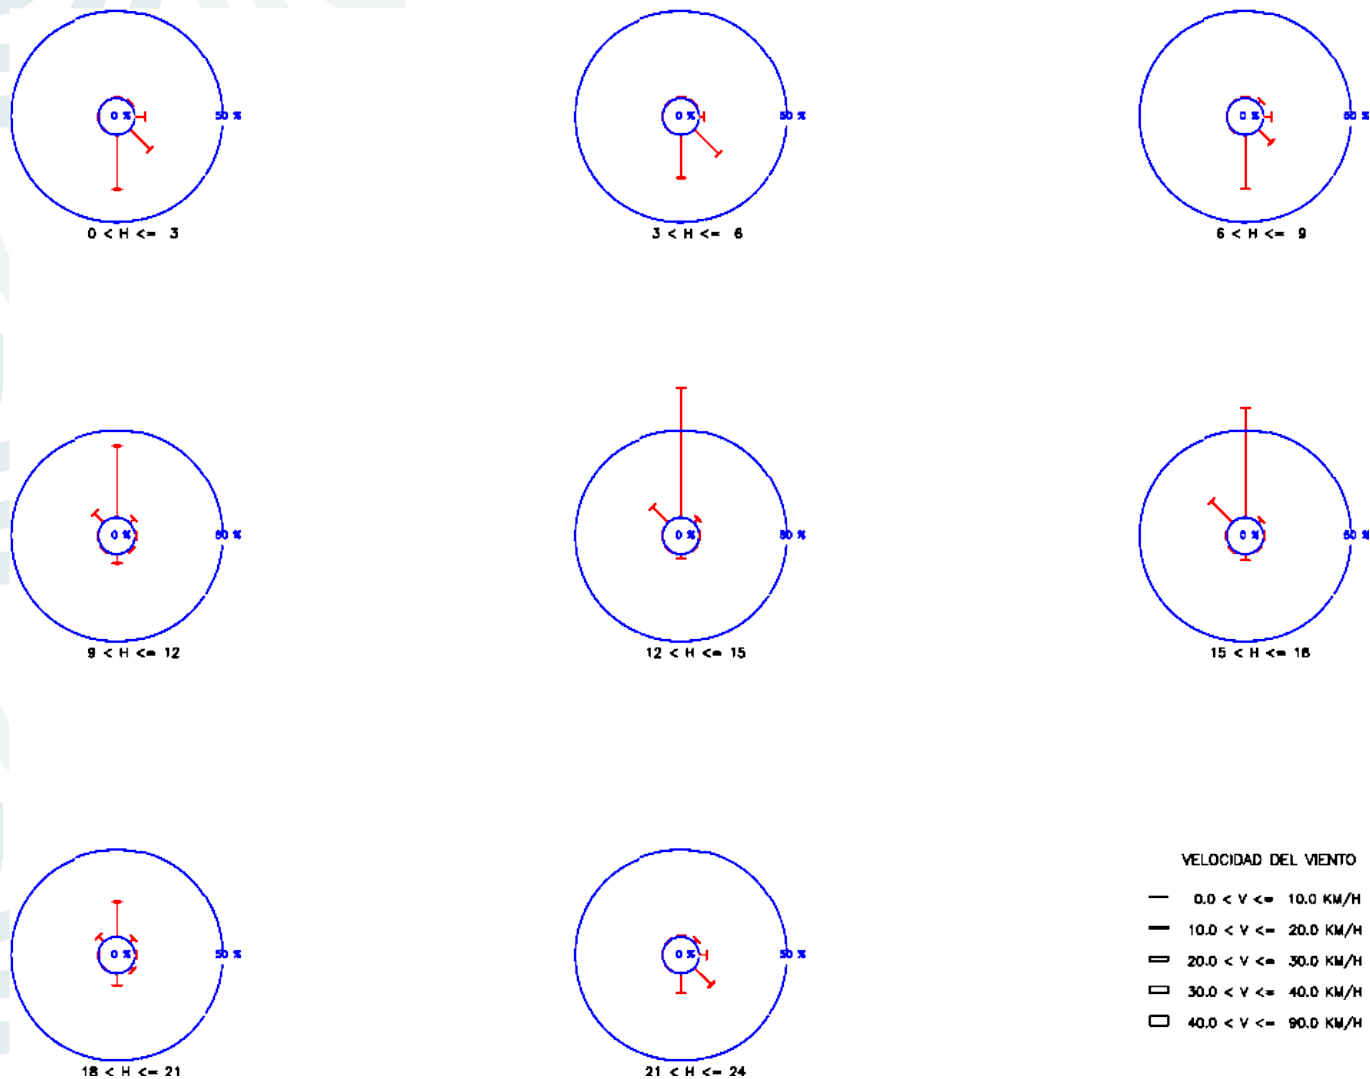 0 % 50 %
0 < H <= 3
0 % 50 %
3 < H <= 6
0 % 50 %
6 < H <= 9
0 % 50 %
9 < H <= 12
0 % 50 %
12 < H <= 15
0 % 50 %
15 < H <= 18
0 % 50 %
18 < H <= 21
0 % 50 %
21 < H <= 24
VELOCIDAD DEL VIENTO
0.0 < V <= 10.0 KM/H
10.0 < V <= 20.0 KM/H
20.0 < V <= 30.0 KM/H
30.0 < V <= 40.0 KM/H
40.0 < V <= 90.0 KM/H